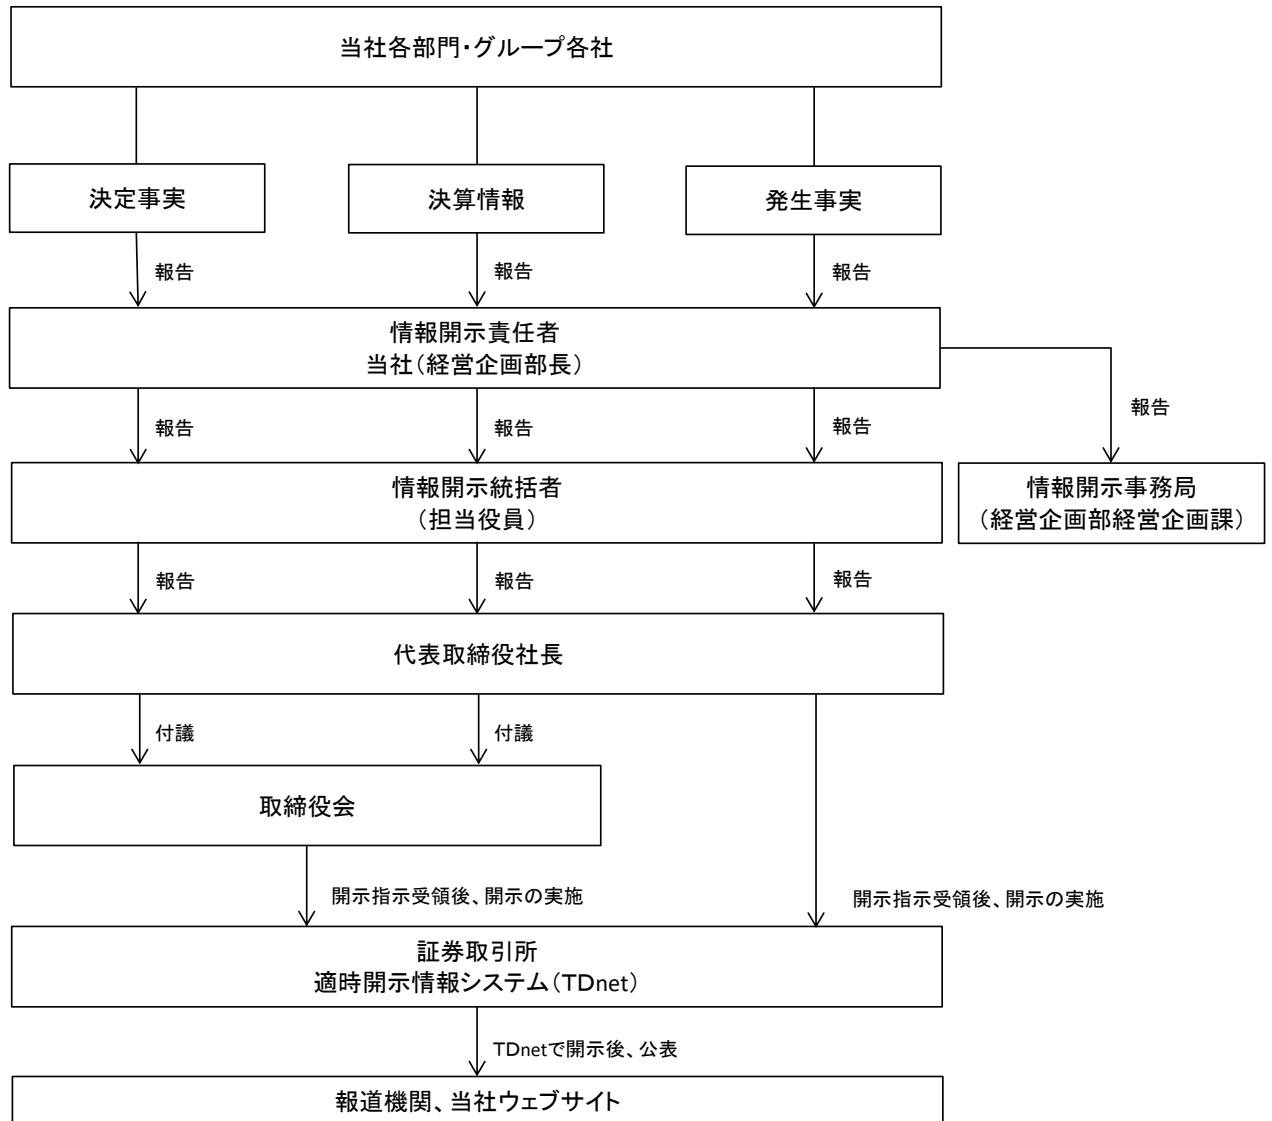 当社各部門・グループ各社
決定事実
決算情報
発生事実
報告
報告
報告
情報開示責任者
当社（経営企画部長）
報告
報告
報告
報告
情報開示統括者
（担当役員）
情報開示事務局
（経営企画部経営企画課）
報告
報告
報告
代表取締役社長
付議
付議
取締役会
開示指示受領後、開示の実施
開示指示受領後、開示の実施
証券取引所
適時開示情報システム（TDnet）
TDnetで開示後、公表
報道機関、当社ウェブサイト